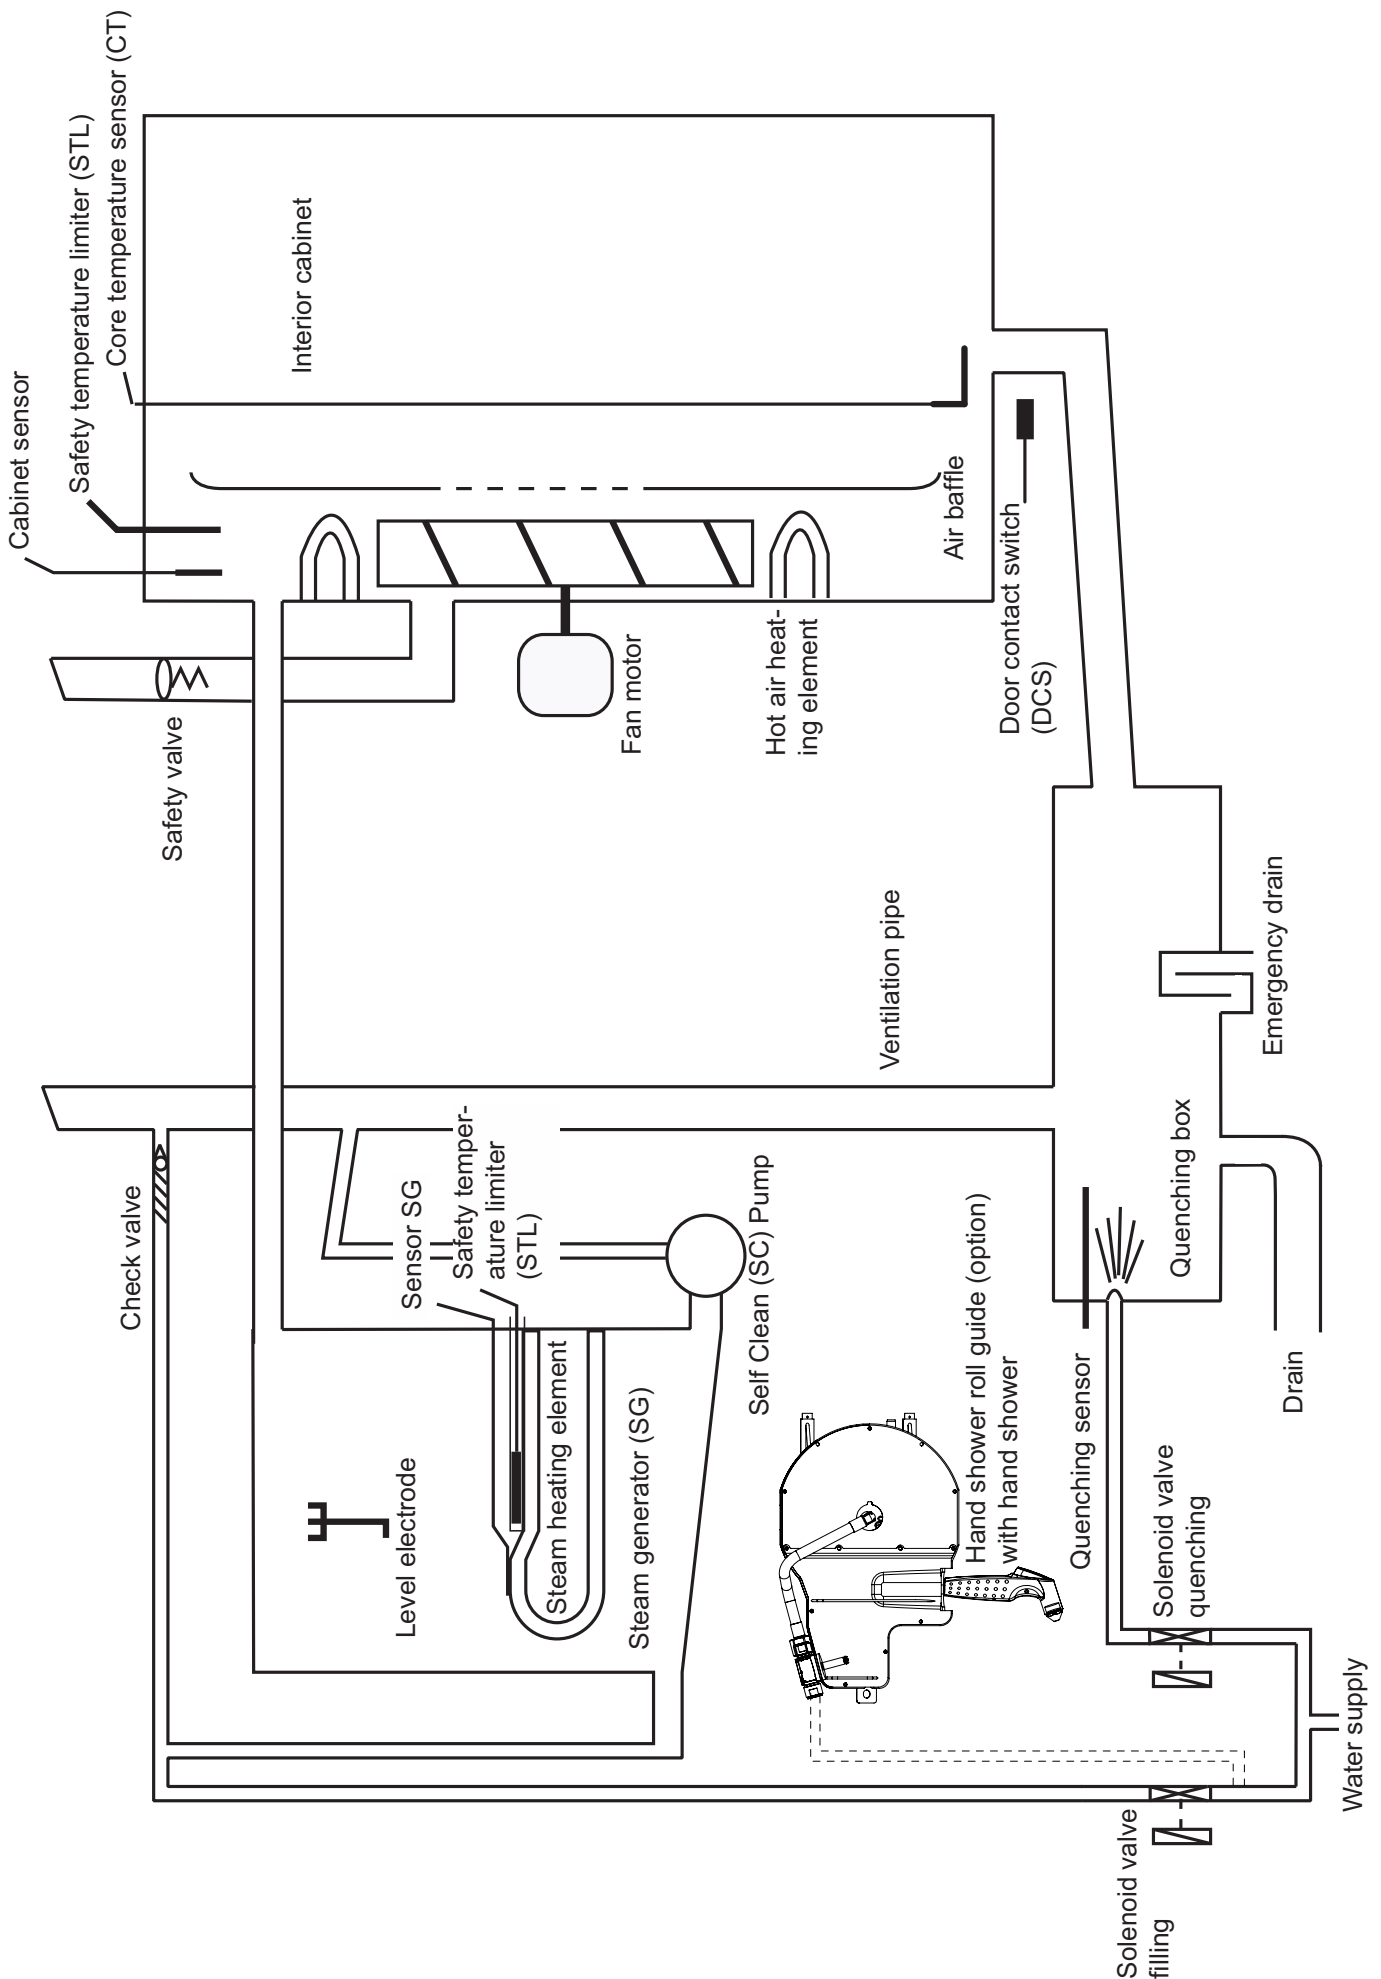 Cabinet sensor
Safety temperature limiter (STL)
Core temperature sensor (CT)
Interior cabinet
Safety valve
Fan motor
Hot air heat-
ing element
Air baffle
Door contact switch
(DCS)
Ventilation pipe
Emergency drain
Check valve
Sensor SG
Safety temper-
ature limiter
(STL)
Self Clean (SC) Pump
Quenching box
Level electrode
Steam heating element
Steam generator (SG)
Hand shower roll guide (option)
with hand shower
Quenching sensor
Drain
Solenoid valve
quenching
Solenoid valve
filling
Water supply